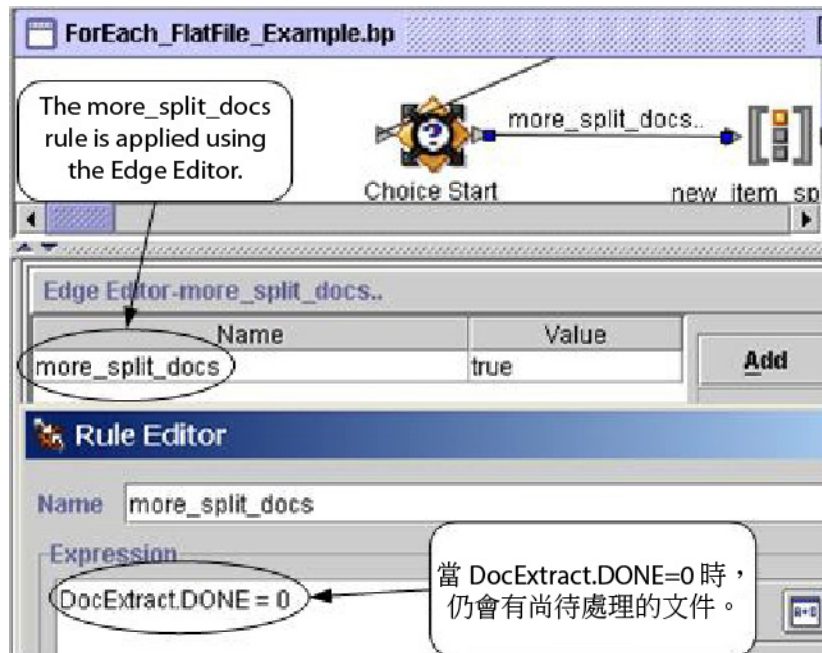 ForEach_FlatFile_Example.bp
The more_split_docs
rule is applied using
the Edge Editor.
more_split_docs..
Choice Start
new_item_sp
Edge Editor-more_split_docs..
Name
Value
more_split_docs
true
Add
Rule Editor
Name
more_split_docs
Expression
DocExtract.DONE = 0
當 DocExtract.DONE=0 時，
仍會有尚待處理的文件。